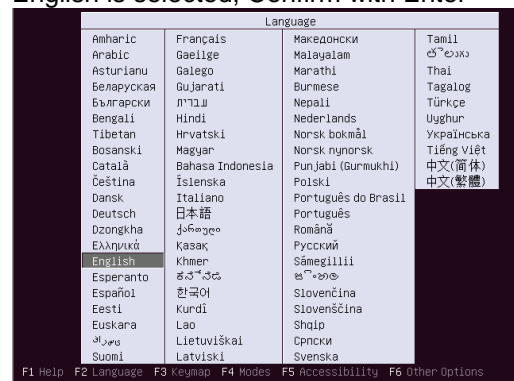 English is selected, Confirm with Enter
Language
Amharic
Arabic
Asturianu
Беларуская
Български
Bengali
Tibetan
Bosanski
Català
Čeština
Dansk
Deutsch
Dzongkha
Ελληνικά
English
Esperanto
Español
Eesti
Euskara
Suomi
Français
Gaeilge
Galego
Gujarati
עברית
Hindi
Hrvatski
Magyar
Bahasa Indonesia
Íslenska
Italiano
日本語
ქართული
Қазақ
Khmer
ಕನ್ನಡ
한국어
Kurdî
Lao
Lietuviškai
Latviski
Македонски
Malayalam
Marathi
Burmese
Nepali
Nederlands
Norsk bokmål
Norsk nynorsk
Punjabi (Gurmukhi)
Polski
Português do Brasil
Português
Română
Русский
Sámegillii
Slovenčina
Slovenščina
Shqip
Српски
Svenska
Tamil
తెలుగు
Thai
Tagalog
Türkçe
Uyghur
Українська
Tiếng Việt
中文(简体)
中文(繁體)
F1 Help F2 Language F3 Keymap F4 Modes F5 Accessibility F6 Other Options